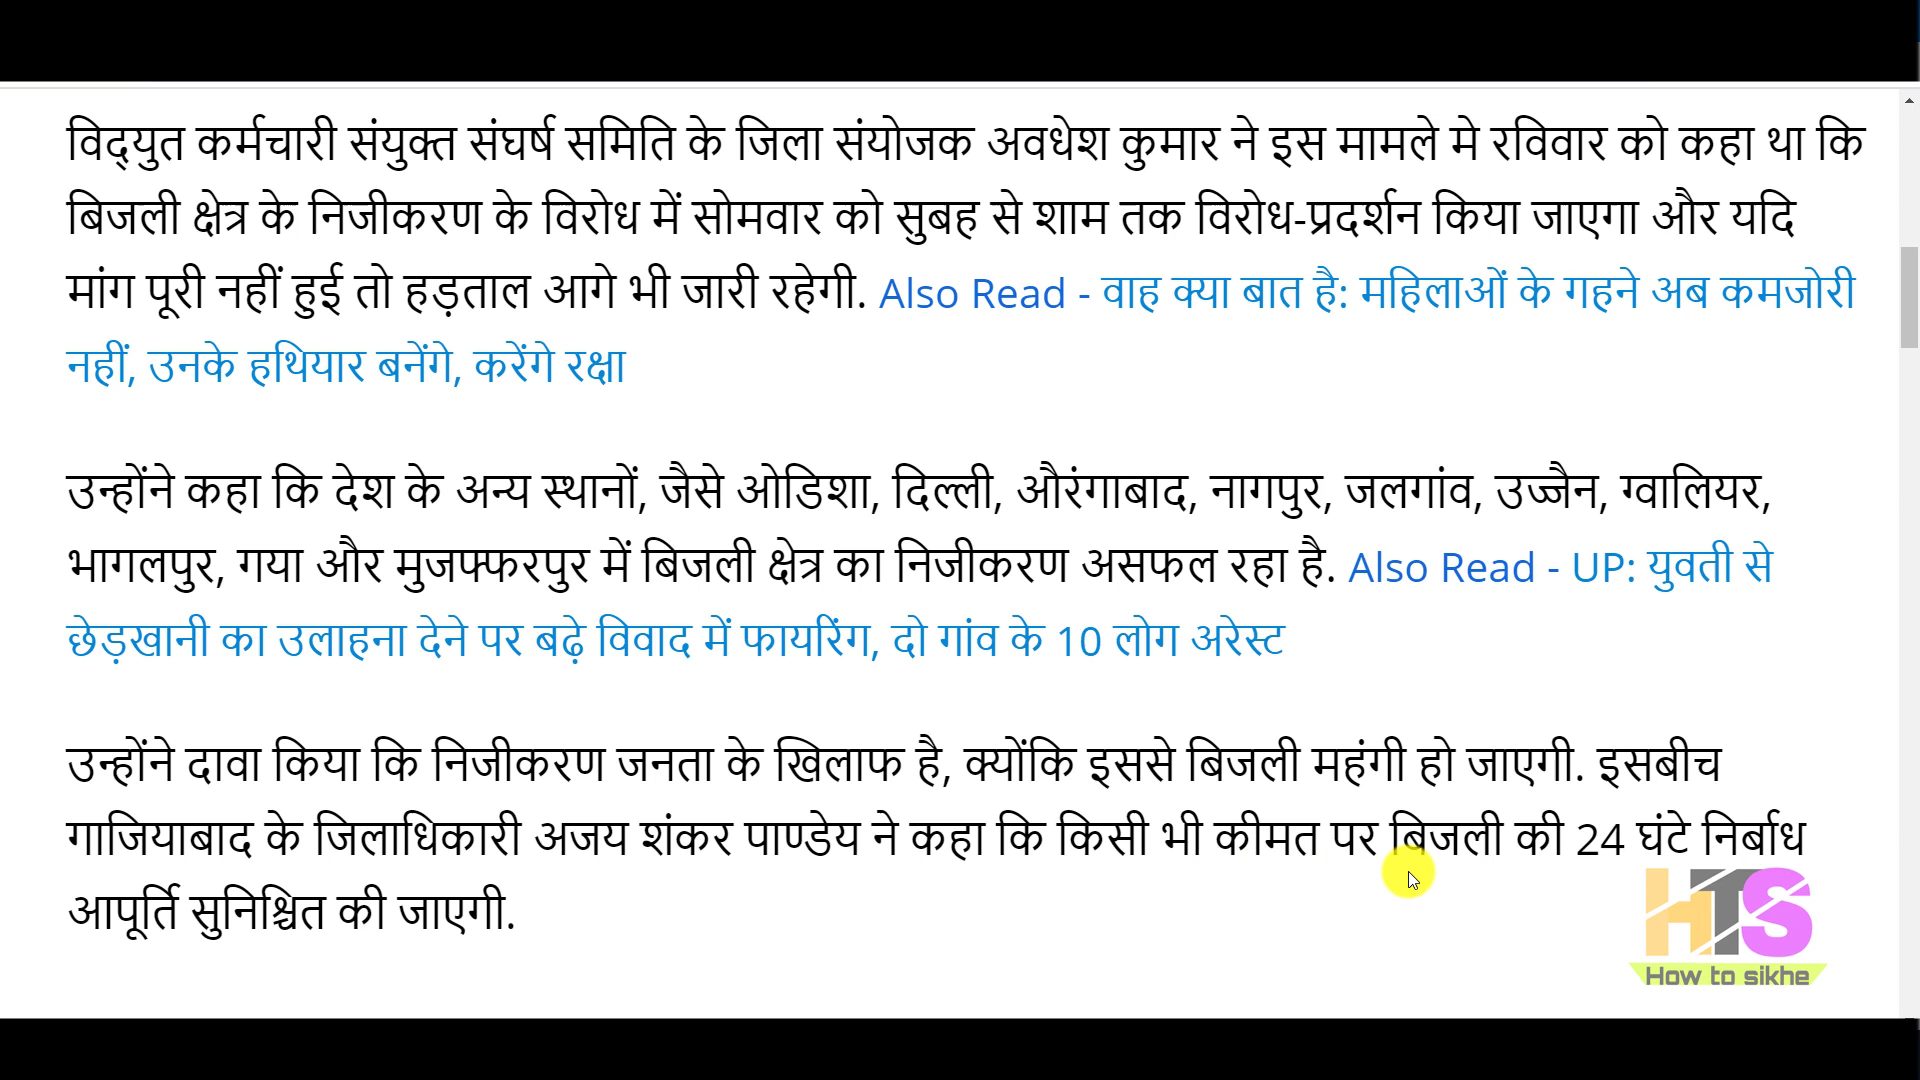 विद्युत कर्मचारी संयुक्त संघर्ष समिति के जिला संयोजक अवधेश कुमार ने इस मामले मे रविवार को कहा था कि
बिजली क्षेत्र के निजीकरण के विरोध में सोमवार को सुबह से शाम तक विरोध-प्रदर्शन किया जाएगा और यदि
मांग पूरी नहीं हुई तो हड़ताल आगे भी जारी रहेगी. Also Read - वाह क्या बात है: महिलाओं के गहने अब कमजोरी
नहीं, उनके हथियार बनेंगे, करेंगे रक्षा
उन्होंने कहा कि देश के अन्य स्थानों, जैसे ओडिशा, दिल्ली, औरंगाबाद, नागपुर, जलगांव, उज्जैन, ग्वालियर,
भागलपुर, गया और मुजफ्फरपुर में बिजली क्षेत्र का निजीकरण असफल रहा है. Also Read - UP: युवती से
छेड़खानी का उलाहना देने पर बढ़े विवाद में फायरिंग, दो गांव के 10 लोग अरेस्ट
उन्होंने दावा किया कि निजीकरण जनता के खिलाफ है, क्योंकि इससे बिजली महंगी हो जाएगी. इसबीच
गाजियाबाद के जिलाधिकारी अजय शंकर पाण्डेय ने कहा कि किसी भी कीमत पर बिजली की 24 घंटे निर्बाध
आपूर्ति सुनिश्चित की जाएगी.
HTS
How to sikhe